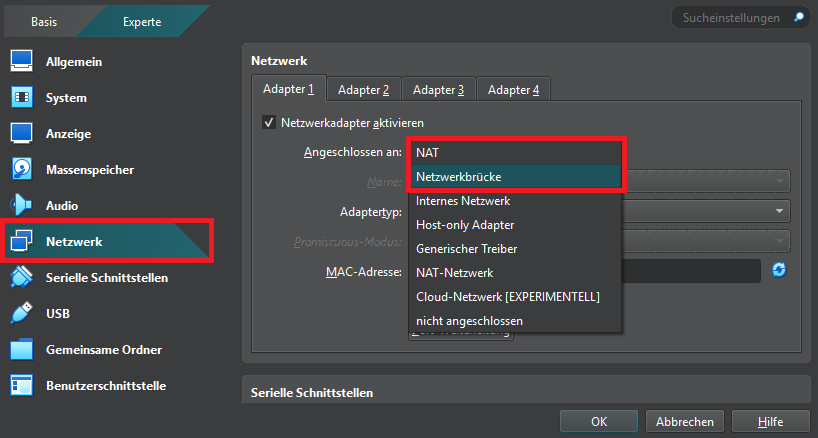 Basis
Experte
Sucheinstellungen
Allgemein
System
Anzeige
Massenspeicher
Audio
Netzwerk
Serielle Schnittstellen
USB
Gemeinsame Ordner
Benutzerschnittstelle
Netzwerk
Adapter 1
Adapter 2
Adapter 3
Adapter 4
Netzwerkadapter aktivieren
Angeschlossen an:
NAT
Netzwerkbrücke
Name:
Internes Netzwerk
Adaptertyp:
Host-only Adapter
Promiscuous-Modus:
Generischer Treiber
MAC-Adresse:
NAT-Netzwerk
Cloud-Netzwerk [EXPERIMENTELL]
nicht angeschlossen
Serielle Schnittstellen
OK
Abbrechen
Hilfe